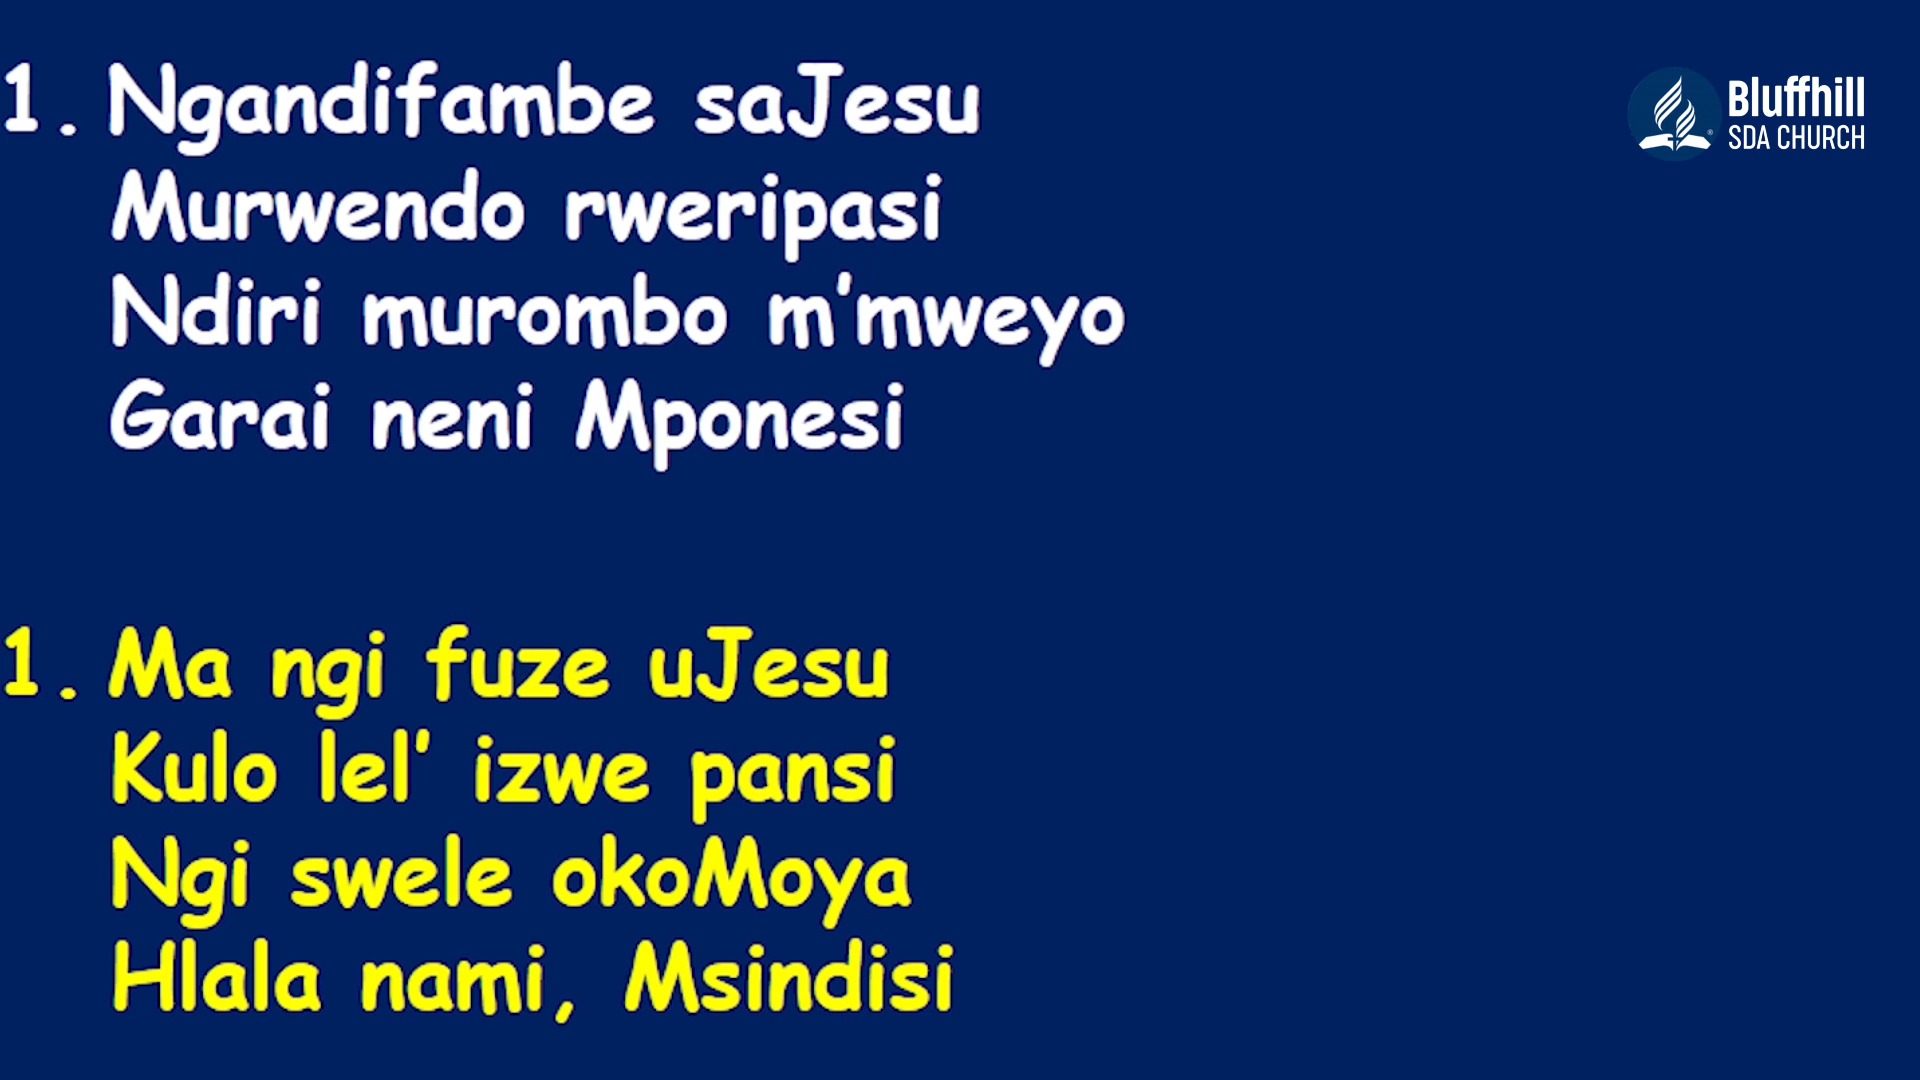 1. Ngandifambe saJesu
Murwendo rweripasi
Ndiri murombo m'mweyo
Garai neni Mponesi
1. Ma ngi fuze uJesu
Kulo lel' izwe pansi
Ngi swele okoMoya
Hlala nami, Msindisi
Bluffhill
SDA CHURCH